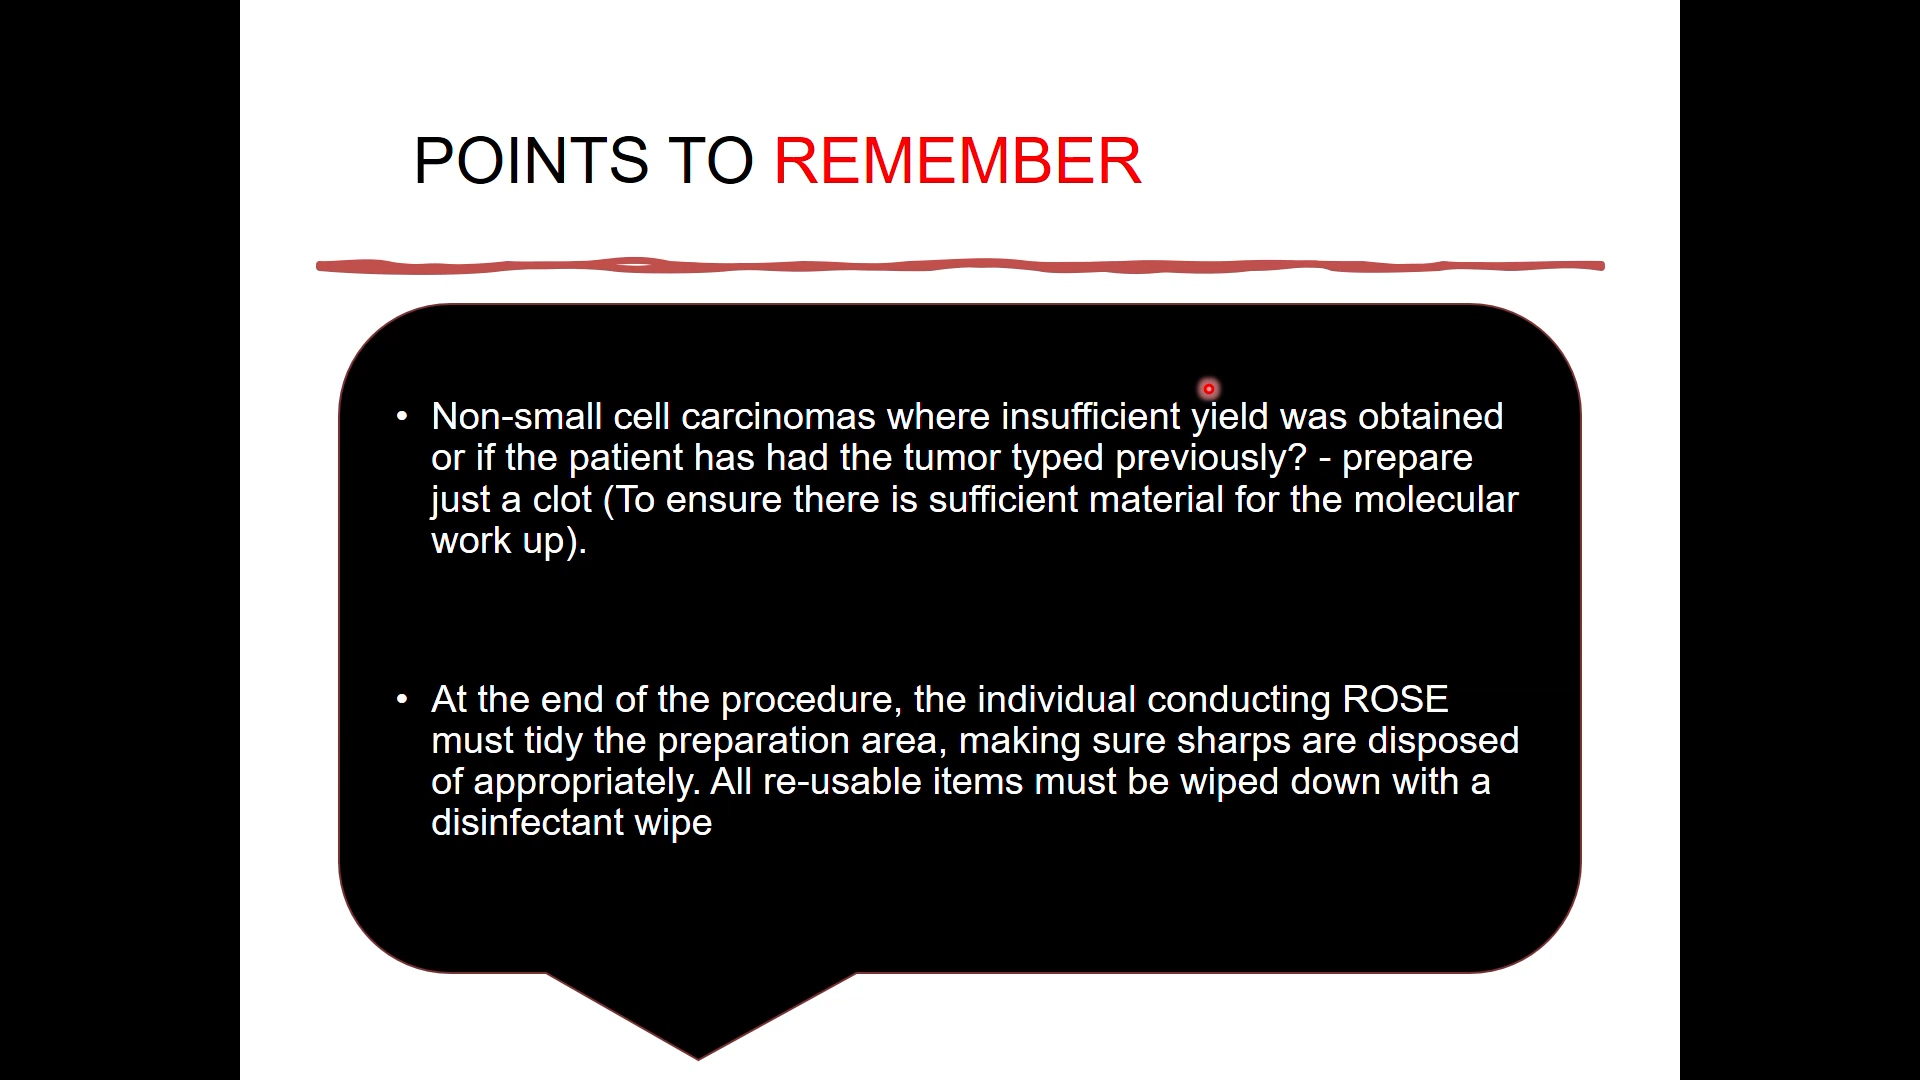 POINTS TO REMEMBER
• Non-small cell carcinomas where insufficient yield was obtained
or if the patient has had the tumor typed previously? - prepare
just a clot (To ensure there is sufficient material for the molecular
work up).
• At the end of the procedure, the individual conducting ROSE
must tidy the preparation area, making sure sharps are disposed
of appropriately. All re-usable items must be wiped down with a
disinfectant wipe